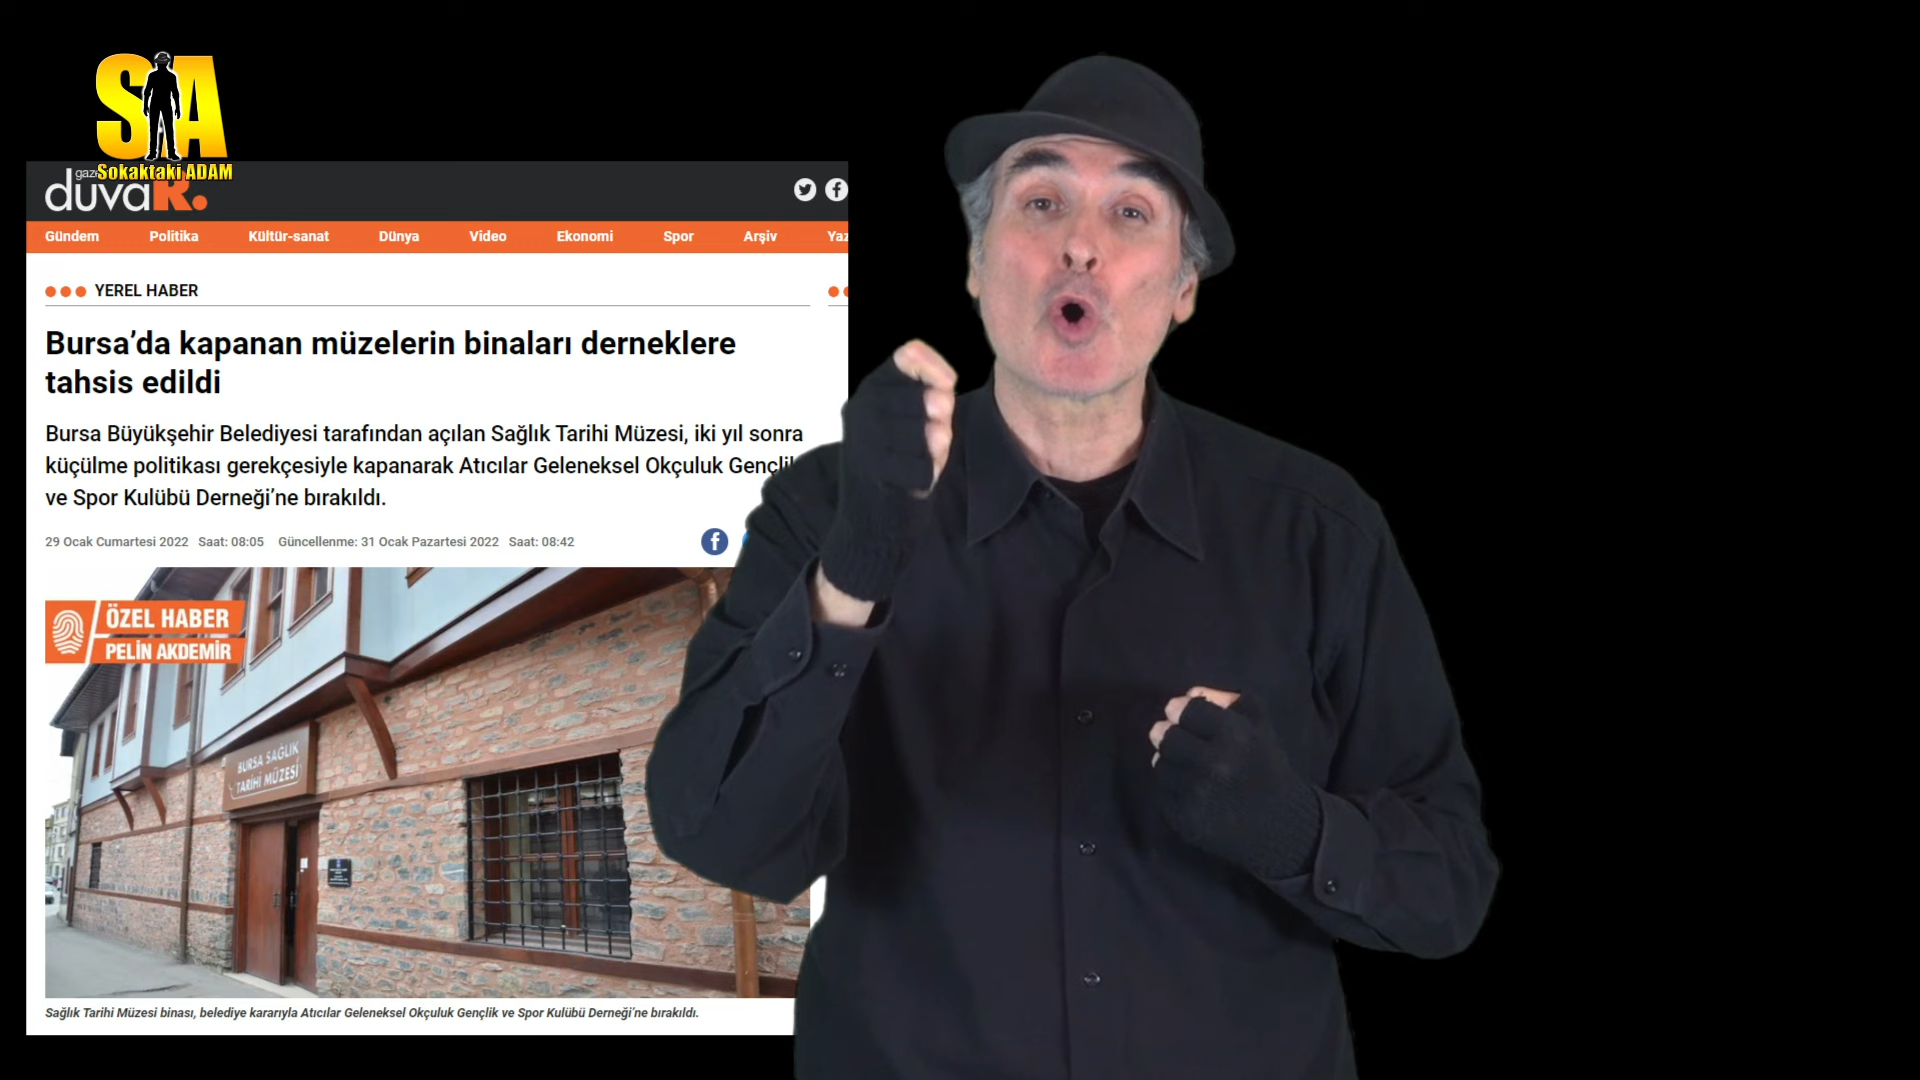 SA
Sokaktaki ADAM
gaze
duvaR.
Gündem Politika Kültür-sanat Dünya Video Ekonomi Spor Arşiv Yaz
YEREL HABER
Bursa’da kapanan müzelerin binaları derneklere
tahsis edildi
Bursa Büyükşehir Belediyesi tarafından açılan Sağlık Tarihi Müzesi, iki yıl sonra
küçülme politikası gerekçesiyle kapanarak Atıcılar Geleneksel Okçuluk Gençlik
ve Spor Kulübü Derneği’ne bırakıldı.
29 Ocak Cumartesi 2022 Saat: 08:05 Güncellenme: 31 Ocak Pazartesi 2022 Saat: 08:42
ÖZEL HABER
PELİN AKDEMİR
BURSA SAĞLIK
TARİHİ MÜZESİ
Sağlık Tarihi Müzesi binası, belediye kararıyla Atıcılar Geleneksel Okçuluk Gençlik ve Spor Kulübü Derneği’ne bırakıldı.